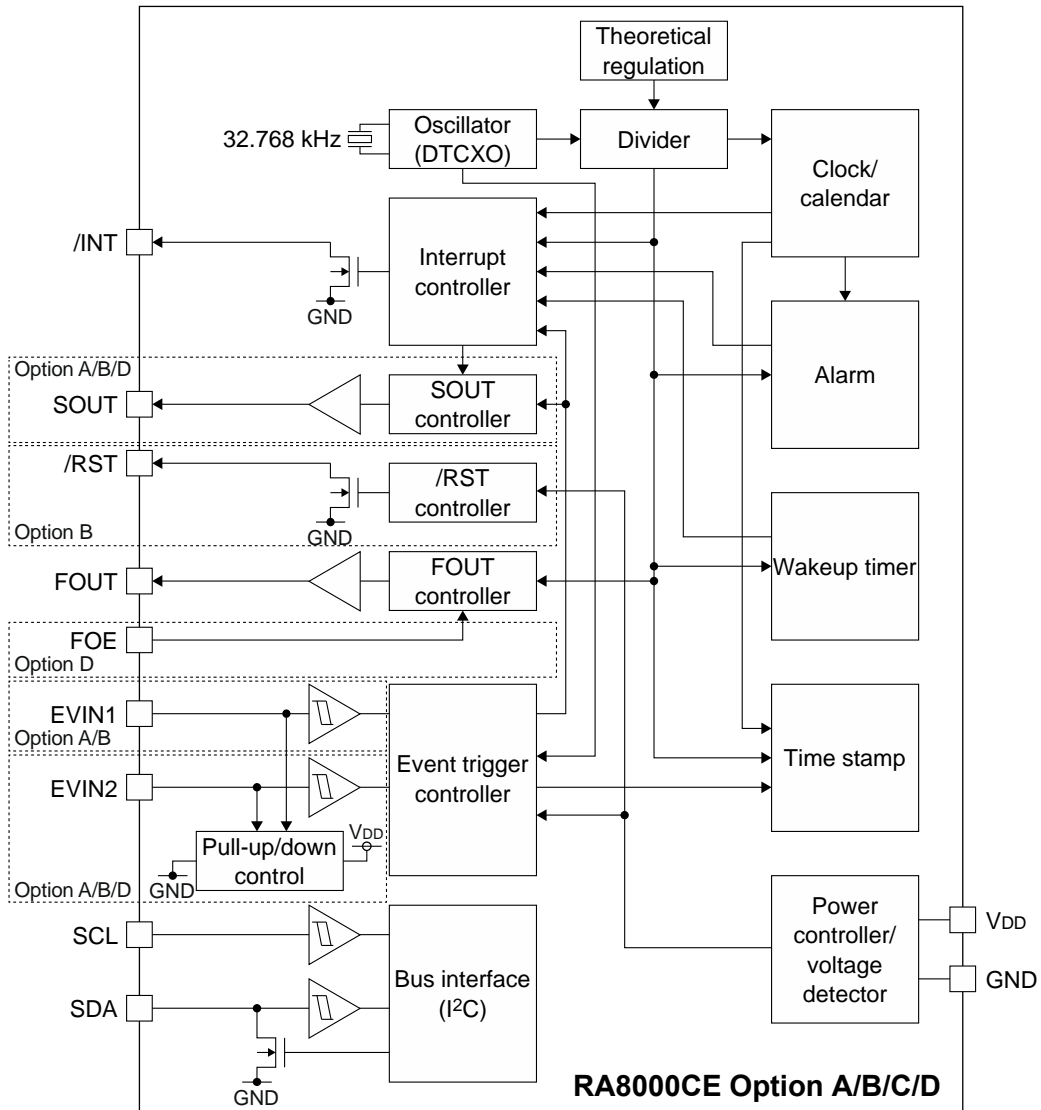 Theoretical
regulation
32.768 kHz
Oscillator
(DTCXO)
Divider
Clock/
calendar
/INT
Interrupt
controller
GND
Alarm
Option A/B/D
SOUT
SOUT
controller
/RST
/RST
controller
GND
Option B
FOUT
FOUT
controller
Wakeup timer
FOE
Option D
EVIN1
Option A/B
Event trigger
controller
Time stamp
EVIN2
VDD
Pull-up/down
control
GND
Option A/B/D
SCL
Bus interface
(I²C)
SDA
GND
Power
controller/
voltage
detector
VDD
GND
RA8000CE Option A/B/C/D